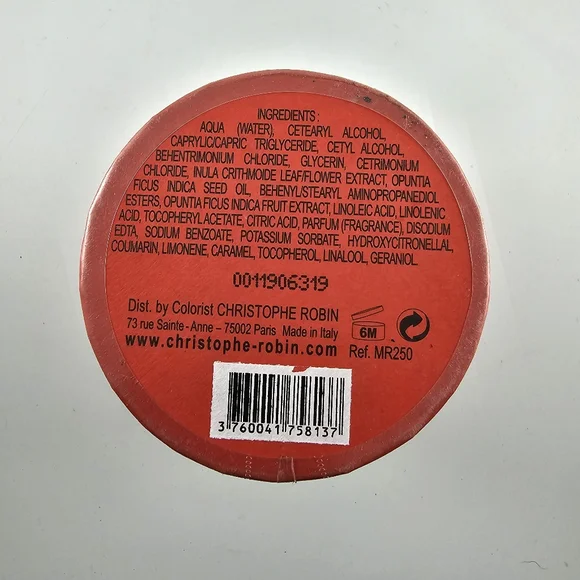 INGREDIENTS :
AQUA (WATER), CETEARYL ALCOHOL,
CAPRYLIC/CAPRIC TRIGLYCERIDE, CETYL ALCOHOL,
BEHENTRIMONIUM CHLORIDE, GLYCERIN, CETRIMONIUM
CHLORIDE, INULA CRITHMOIDE LEAF/FLOWER EXTRACT, OPUNTIA
FICUS INDICA SEED OIL, BEHENYL/STEARYL AMINOPROPANEDIOL
ESTERS, OPUNTIA FICUS INDICA FRUIT EXTRACT, LINOLEIC ACID, LINOLENIC
ACID, TOCOPHERYL ACETATE, CITRIC ACID, PARFUM (FRAGRANCE), DISODIUM
EDTA, SODIUM BENZOATE, POTASSIUM SORBATE, HYDROXYCITRONELLAL,
COUMARIN, LIMONENE, CARAMEL, TOCOPHEROL, LINALOOL, GERANIOL.
0011906319
Dist. by Colorist CHRISTOPHE ROBIN
73 rue Sainte - Anne – 75002 Paris Made in Italy
6M
www.christophe-robin.com Ref. MR250
3 760041 758137